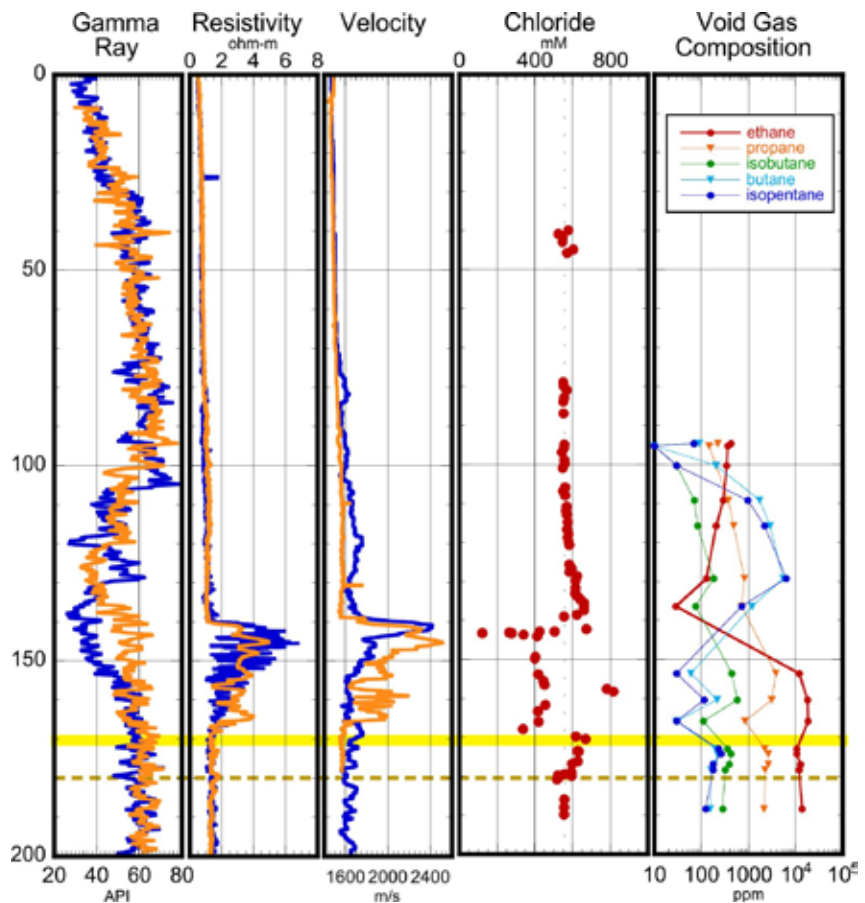 Gamma Ray
Resistivity
ohm-m
0 2 4 6 8
Velocity
Chloride
mM
0 400 800
Void Gas Composition
0
50
100
150
200
ethane
propane
isobutane
butane
isopentane
20 40 60 80
API
1600 2000 2400
m/s
10 100 1000 10⁴
ppm